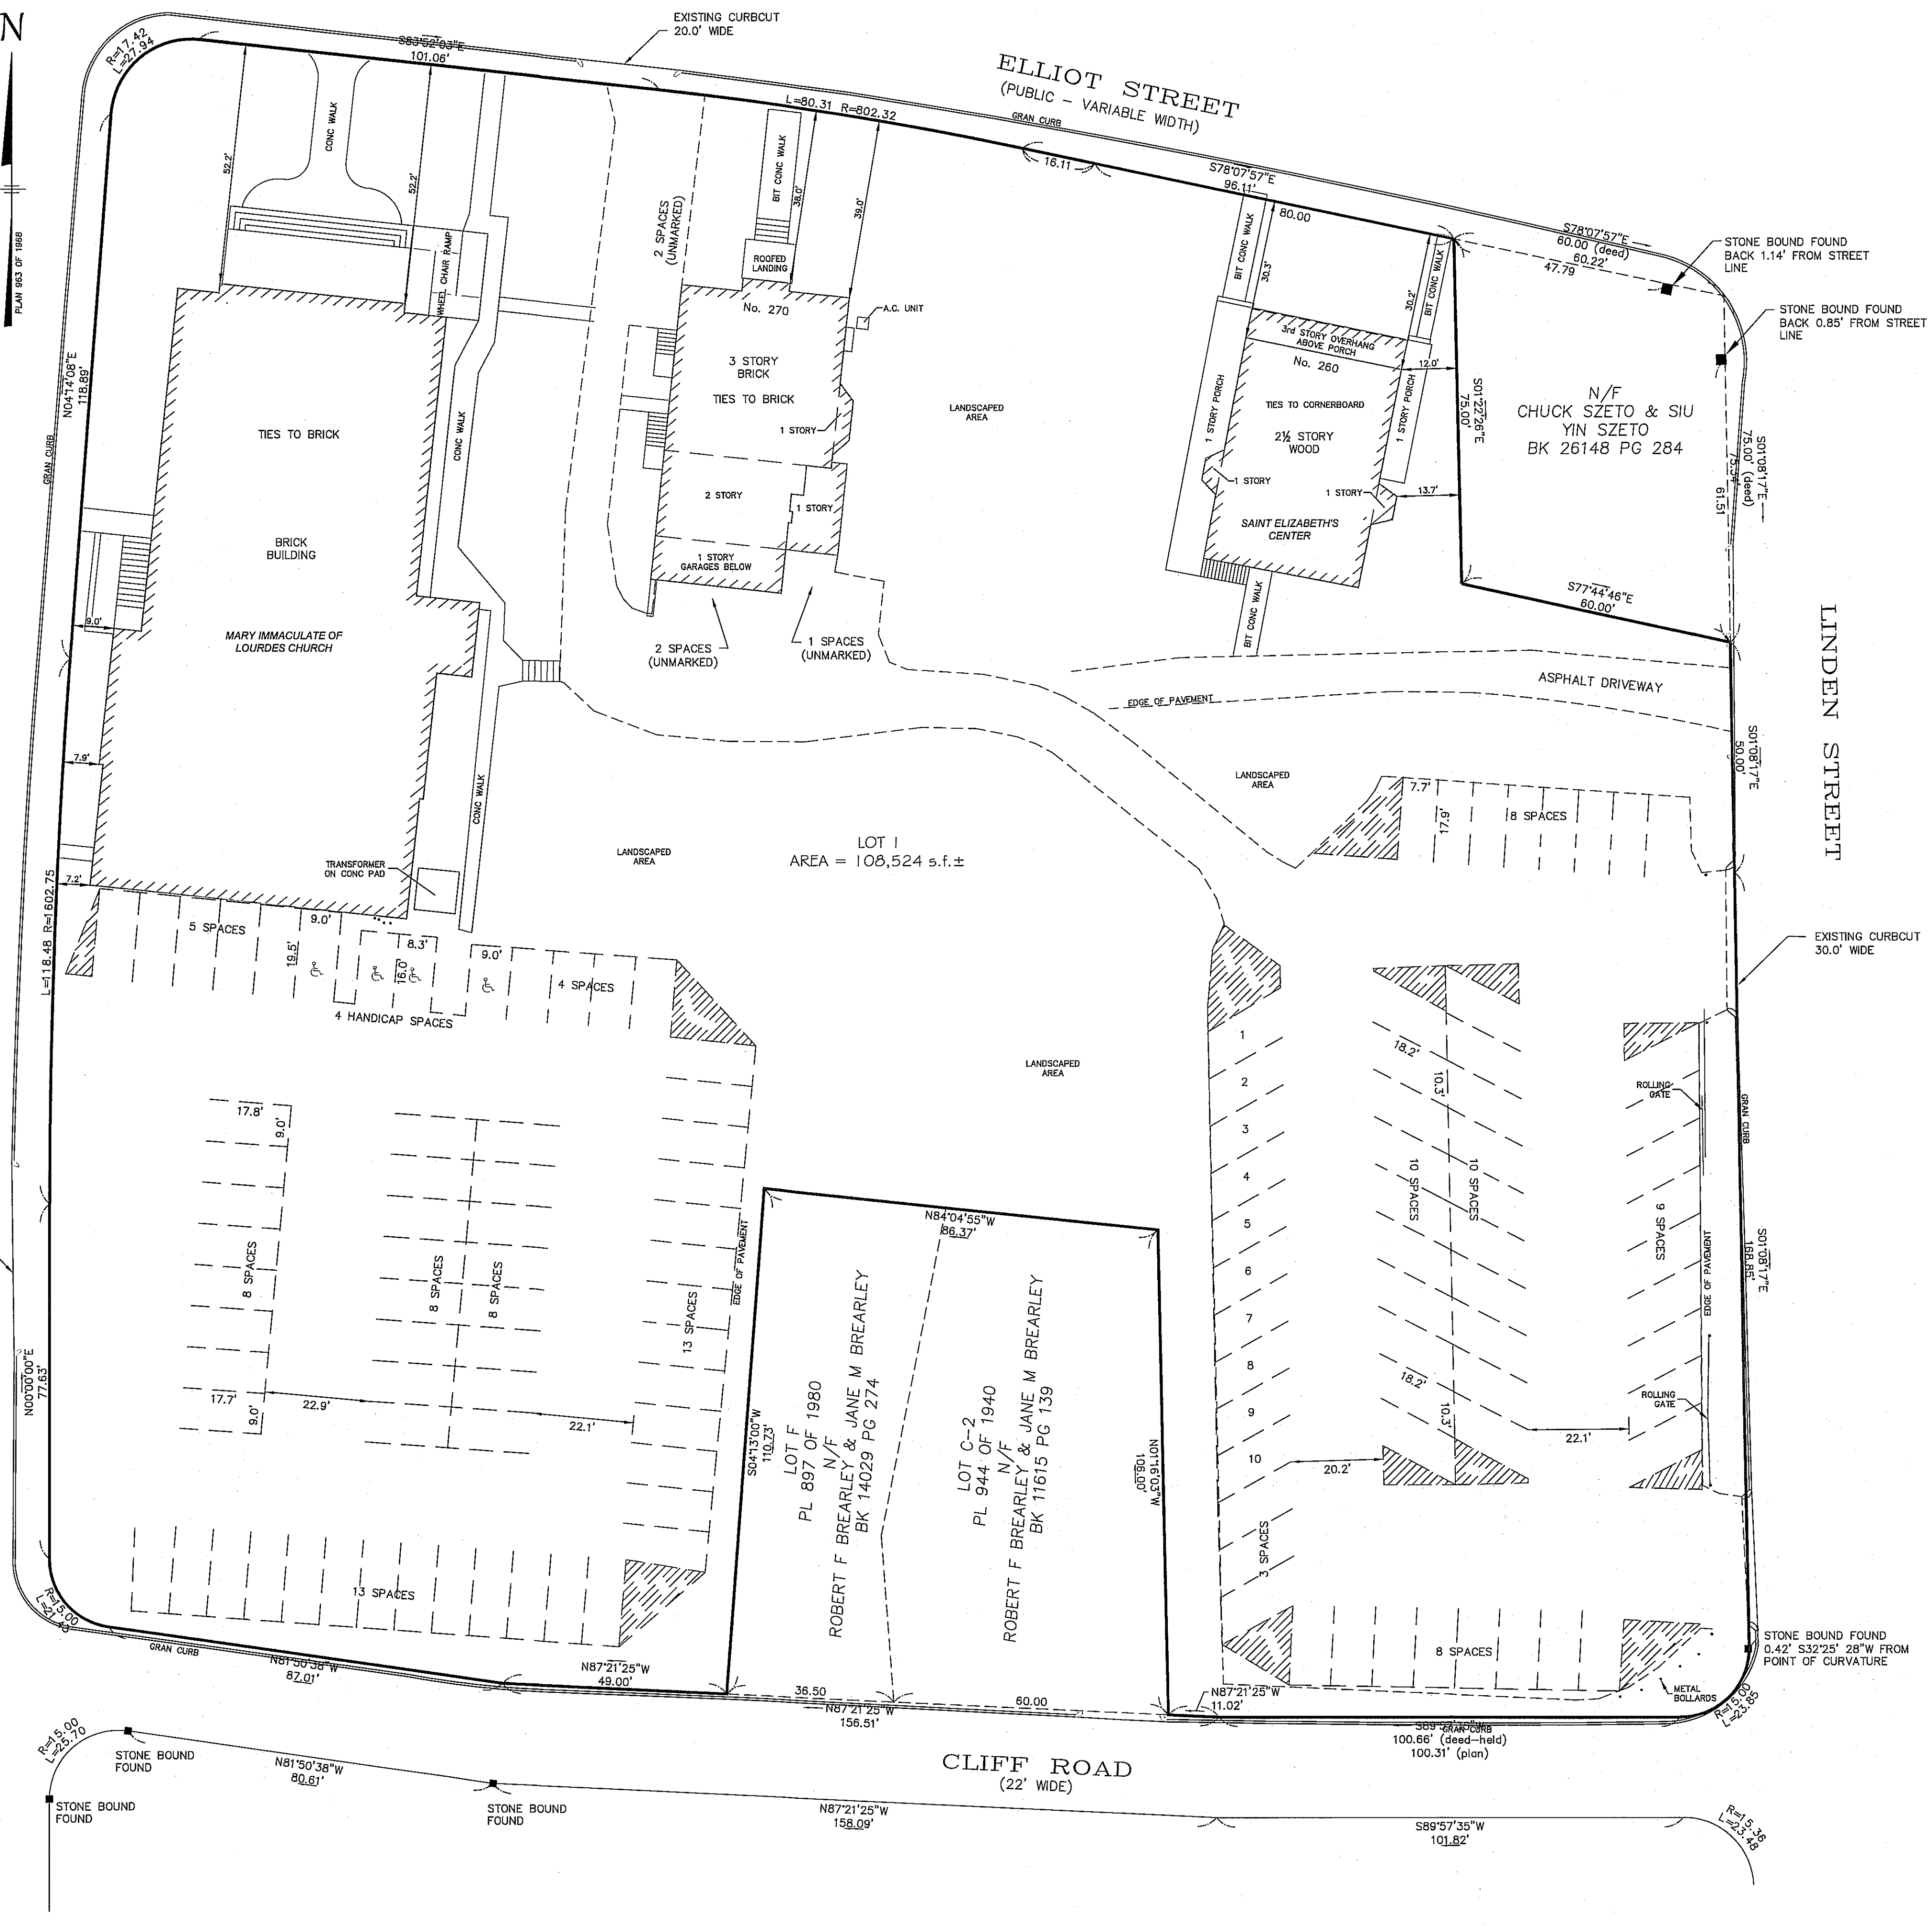 N
PLAN 963 OF 1968
R=17.42
L=27.94
S83°52'03"E
101.06'
EXISTING CURBCUT
20.0' WIDE
ELLIOT STREET
(PUBLIC - VARIABLE WIDTH)
GRAN CURB
L=80.31 R=802.32
16.11
S78°07'57"E
96.11'
80.00
S78°07'57"E
60.00 (deed)
60.22'
47.79
STONE BOUND FOUND
BACK 1.14' FROM STREET
LINE
STONE BOUND FOUND
BACK 0.85' FROM STREET
LINE
52.2'
CONC WALK
52.2'
WHEEL CHAIR RAMP
2 SPACES
(UNMARKED)
BIT CONC WALK
38.0'
39.0'
ROOFED
LANDING
No. 270
A.C. UNIT
3 STORY
BRICK
TIES TO BRICK
1 STORY
2 STORY
1 STORY
1 STORY
GARAGES BELOW
2 SPACES
(UNMARKED)
1 SPACES
(UNMARKED)
LANDSCAPED
AREA
BIT CONC WALK
30.3'
30.2'
BIT CONC WALK
3rd STORY OVERHANG
ABOVE PORCH
No. 260
12.0'
1 STORY PORCH
1 STORY PORCH
TIES TO CORNERBOARD
2½ STORY
WOOD
1 STORY
1 STORY
13.7'
SAINT ELIZABETH'S
CENTER
BIT CONC WALK
S01°22'26"E
75.00'
N/F
CHUCK SZETO & SIU
YIN SZETO
BK 26148 PG 284
S01°08'17"E
75.00' (deed)
61.51
S77°44'46"E
60.00'
LINDEN STREET
N04°14'08"E
118.89'
GRAN CURB
TIES TO BRICK
CONC WALK
BRICK
BUILDING
MARY IMMACULATE OF
LOURDES CHURCH
9.0'
7.9'
7.2'
CONC WALK
TRANSFORMER
ON CONC PAD
LANDSCAPED
AREA
LOT 1
AREA = 108,524 s.f.±
ASPHALT DRIVEWAY
EDGE OF PAVEMENT
LANDSCAPED
AREA
S01°08'17"E
50.00'
7.7'
17.9'
8 SPACES
EXISTING CURBCUT
30.0' WIDE
L=118.48 R=1602.75
5 SPACES
9.0'
19.5'
8.3'
16.0'
9.0'
4 SPACES
4 HANDICAP SPACES
LANDSCAPED
AREA
17.8'
9.0'
8 SPACES
8 SPACES
8 SPACES
13 SPACES
EDGE OF PAVEMENT
17.7'
9.0'
22.9'
22.1'
13 SPACES
N00°00'00"E
77.63'
N84°04'55"W
86.37'
S04°13'00"W
110.73'
LOT F
PL 897 OF 1980
N/F
ROBERT F BREARLEY & JANE M BREARLEY
BK 14029 PG 274
LOT C-2
PL 944 OF 1940
N/F
ROBERT F BREARLEY & JANE M BREARLEY
BK 11615 PG 139
N01°16'03"W
106.00'
1
2
3
4
5
6
7
8
9
10
3 SPACES
18.2'
10.3'
10 SPACES
10 SPACES
18.2'
10.3'
20.2'
22.1'
9 SPACES
ROLLING
GATE
GRAN CURB
EDGE OF PAVEMENT
S01°08'17"E
168.85'
ROLLING
GATE
8 SPACES
METAL
BOLLARDS
STONE BOUND FOUND
0.42' S32°25' 28"W FROM
POINT OF CURVATURE
R=15.00
L=23.85
R=15.00
GRAN CURB
N81°50'38"W
87.01'
N87°21'25"W
49.00'
36.50
60.00
N87°21'25"W
156.51'
N87°21'25"W
11.02'
GRAN CURB
100.66' (deed-held)
100.31' (plan)
CLIFF ROAD
(22' WIDE)
R=15.00
L=25.70
STONE BOUND
FOUND
N81°50'38"W
80.61'
STONE BOUND
FOUND
STONE BOUND
FOUND
N87°21'25"W
158.09'
S89°57'35"W
101.82'
R=15.36
L=23.48